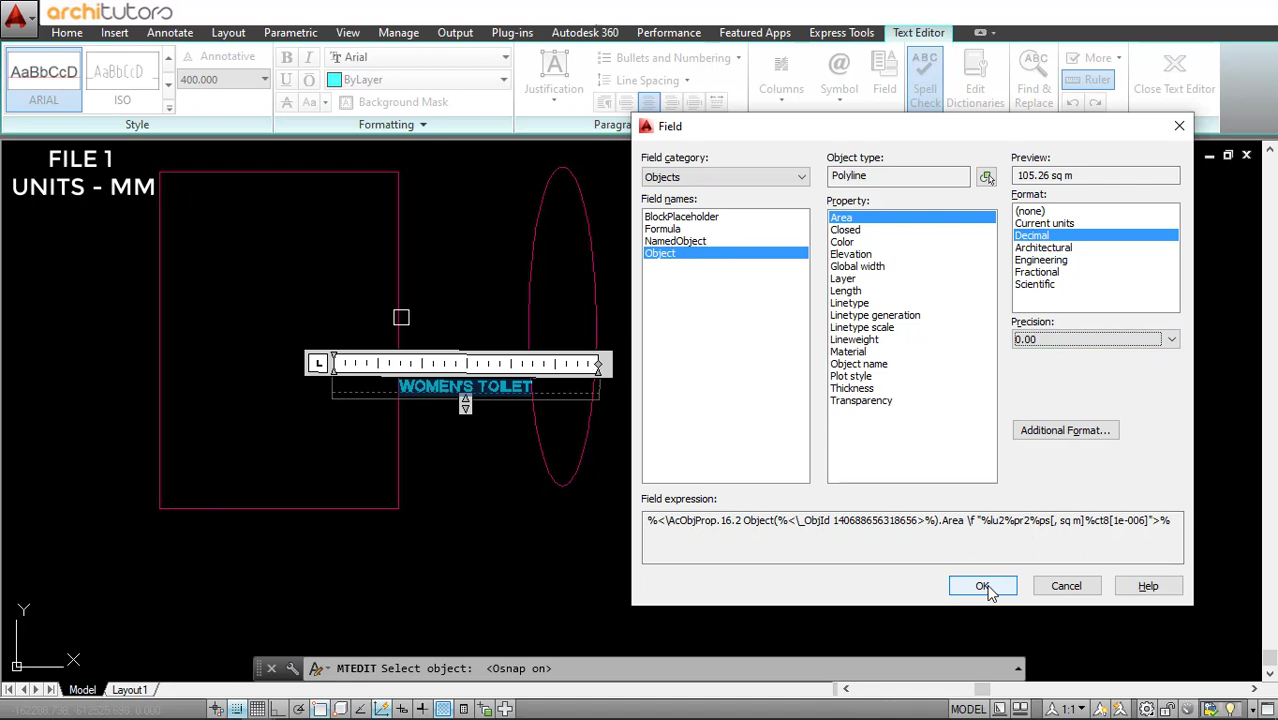 architutors
Home Insert Annotate Layout Parametric View Manage Output Plug-ins Autodesk 360 Performance Featured Apps Express Tools Text Editor
AaBbCcD AaBbCcD Annotative B I Arial Bullets and Numbering ABC @ ABC More
ARIAL ISO 400.000 U O ByLayer Justification Line Spacing Columns Symbol Field Spell Check Edit Dictionaries Find & Replace Ruler Close Text Editor
A Aa Background Mask
Style Formatting Paragr
FILE 1
UNITS - MM
Field
Field category: Object type: Preview:
Objects Polyline 105.26 sq m
Field names: Property: Format:
BlockPlaceholder Area (none)
Formula Closed Current units
NamedObject Color Decimal
Object Elevation Architectural
Global width Engineering
Layer Fractional
Length Scientific
Linetype
Linetype generation Precision:
Linetype scale
Lineweight 0.00
Material
Object name
Plot style
Thickness
Transparency
Additional Format...
L
WOMEN'S TOILET
Field expression:
%<\AcObjProp.16.2 Object(%<\_ObjId 140688656318656>%).Area \f "%lu2%pr2%ps[, sq m]%ct8[1e-006]">%
OK Cancel Help
Y
X
MTEDIT Select object: <Osnap on>
Model Layout1
MODEL 1:1